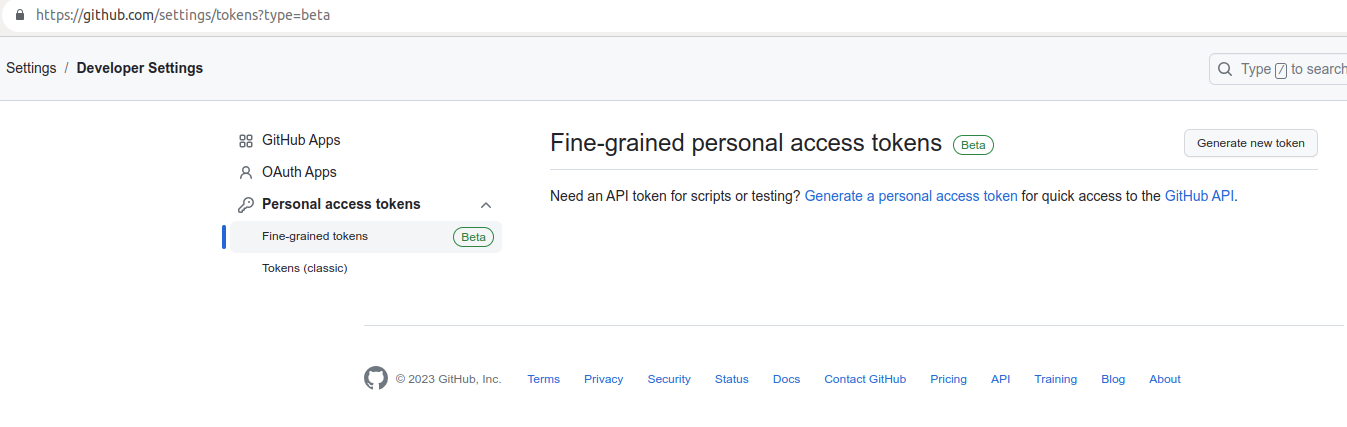 https://github.com/settings/tokens?type=beta
Settings / Developer Settings
Type / to search
GitHub Apps
OAuth Apps
Personal access tokens
Fine-grained tokens Beta
Tokens (classic)
Fine-grained personal access tokens Beta
Generate new token
Need an API token for scripts or testing? Generate a personal access token for quick access to the GitHub API.
© 2023 GitHub, Inc. Terms Privacy Security Status Docs Contact GitHub Pricing API Training Blog About